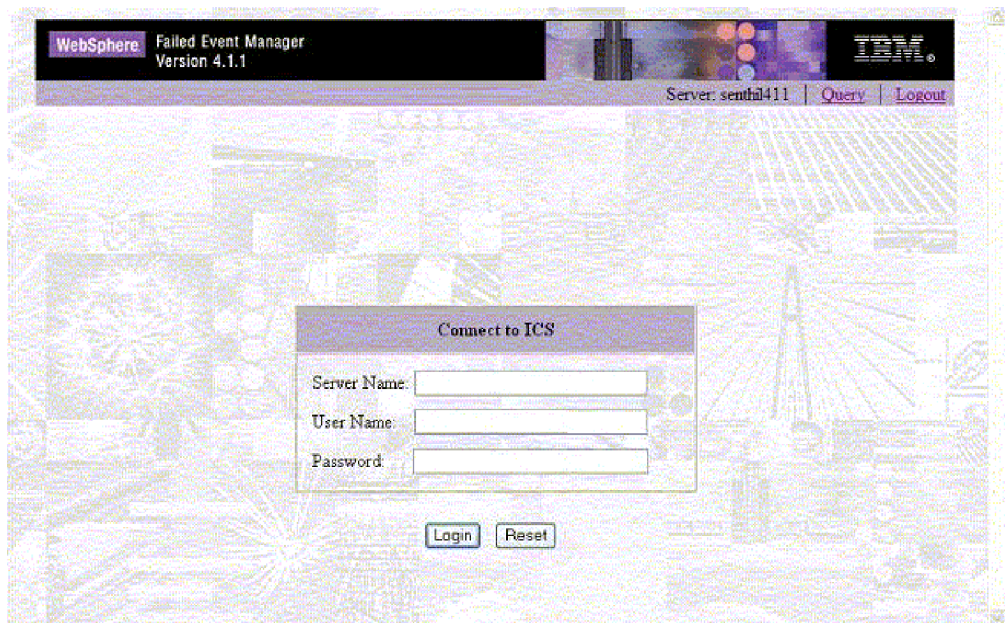 WebSphere Failed Event Manager
Version 4.1.1
IBM
Server: senthil411 | Query | Logout
Connect to ICS
Server Name:
User Name:
Password:
Login Reset